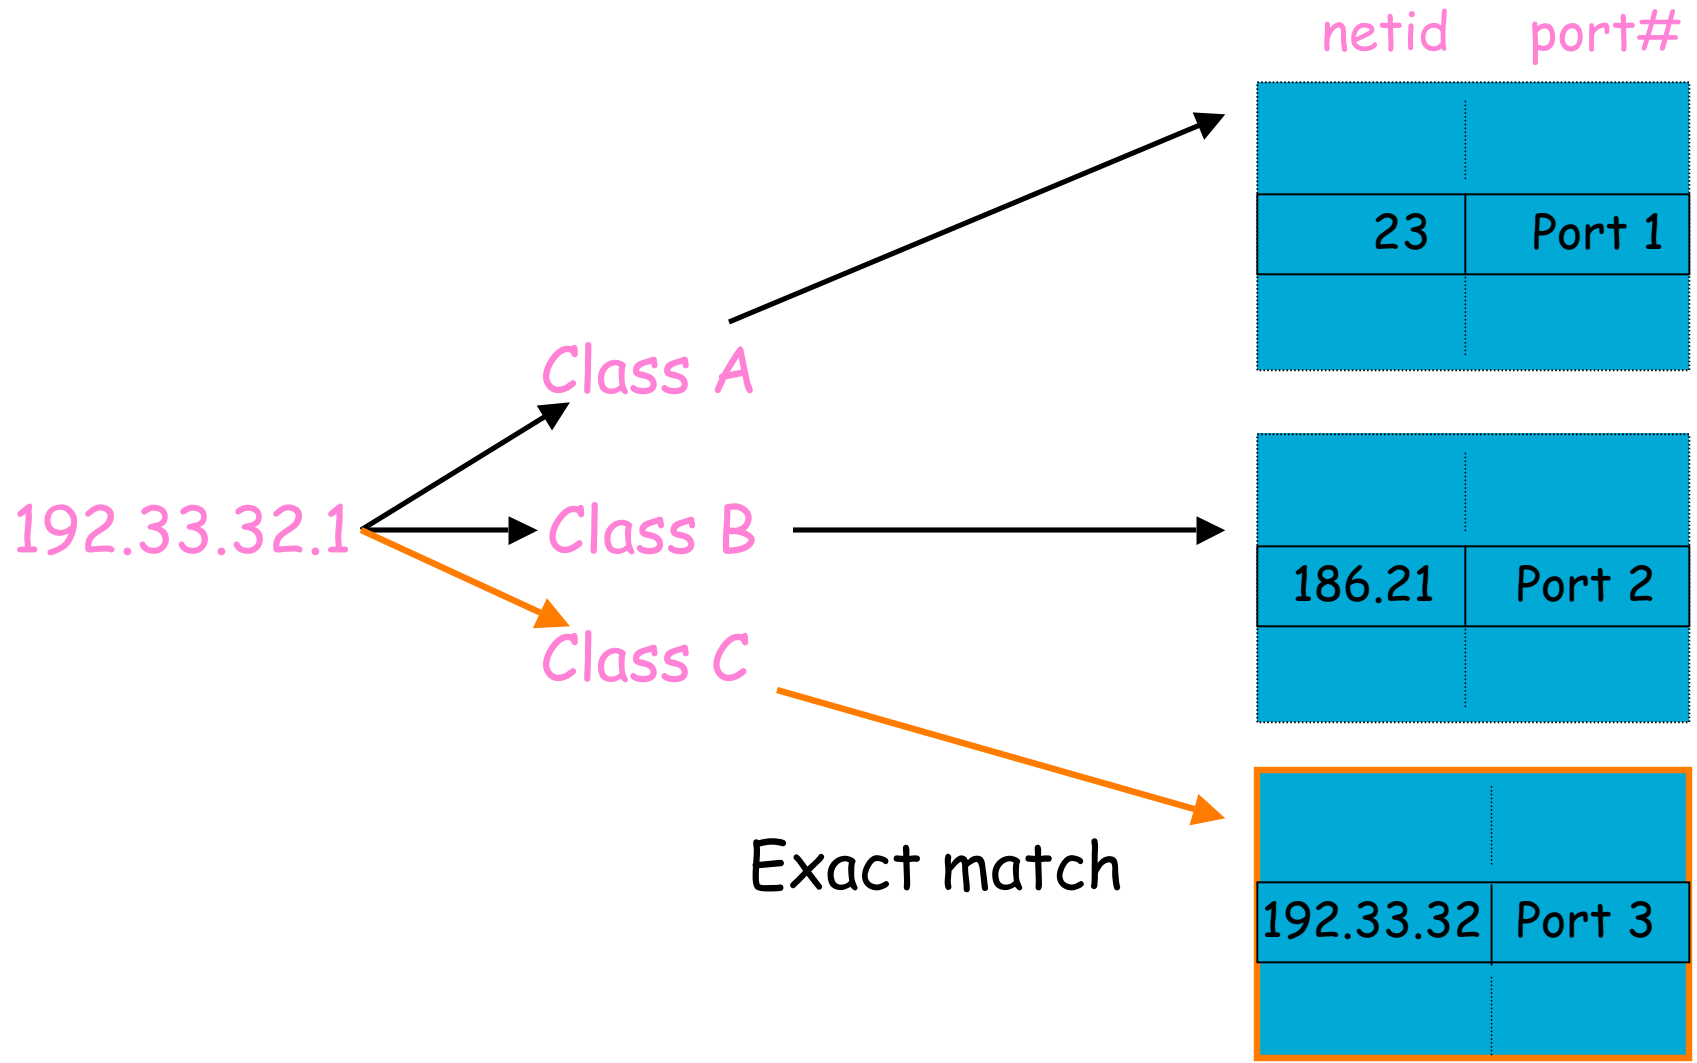 netid port#
23 Port 1
Class A
192.33.32.1 Class B
186.21 Port 2
Class C
Exact match
192.33.32 Port 3